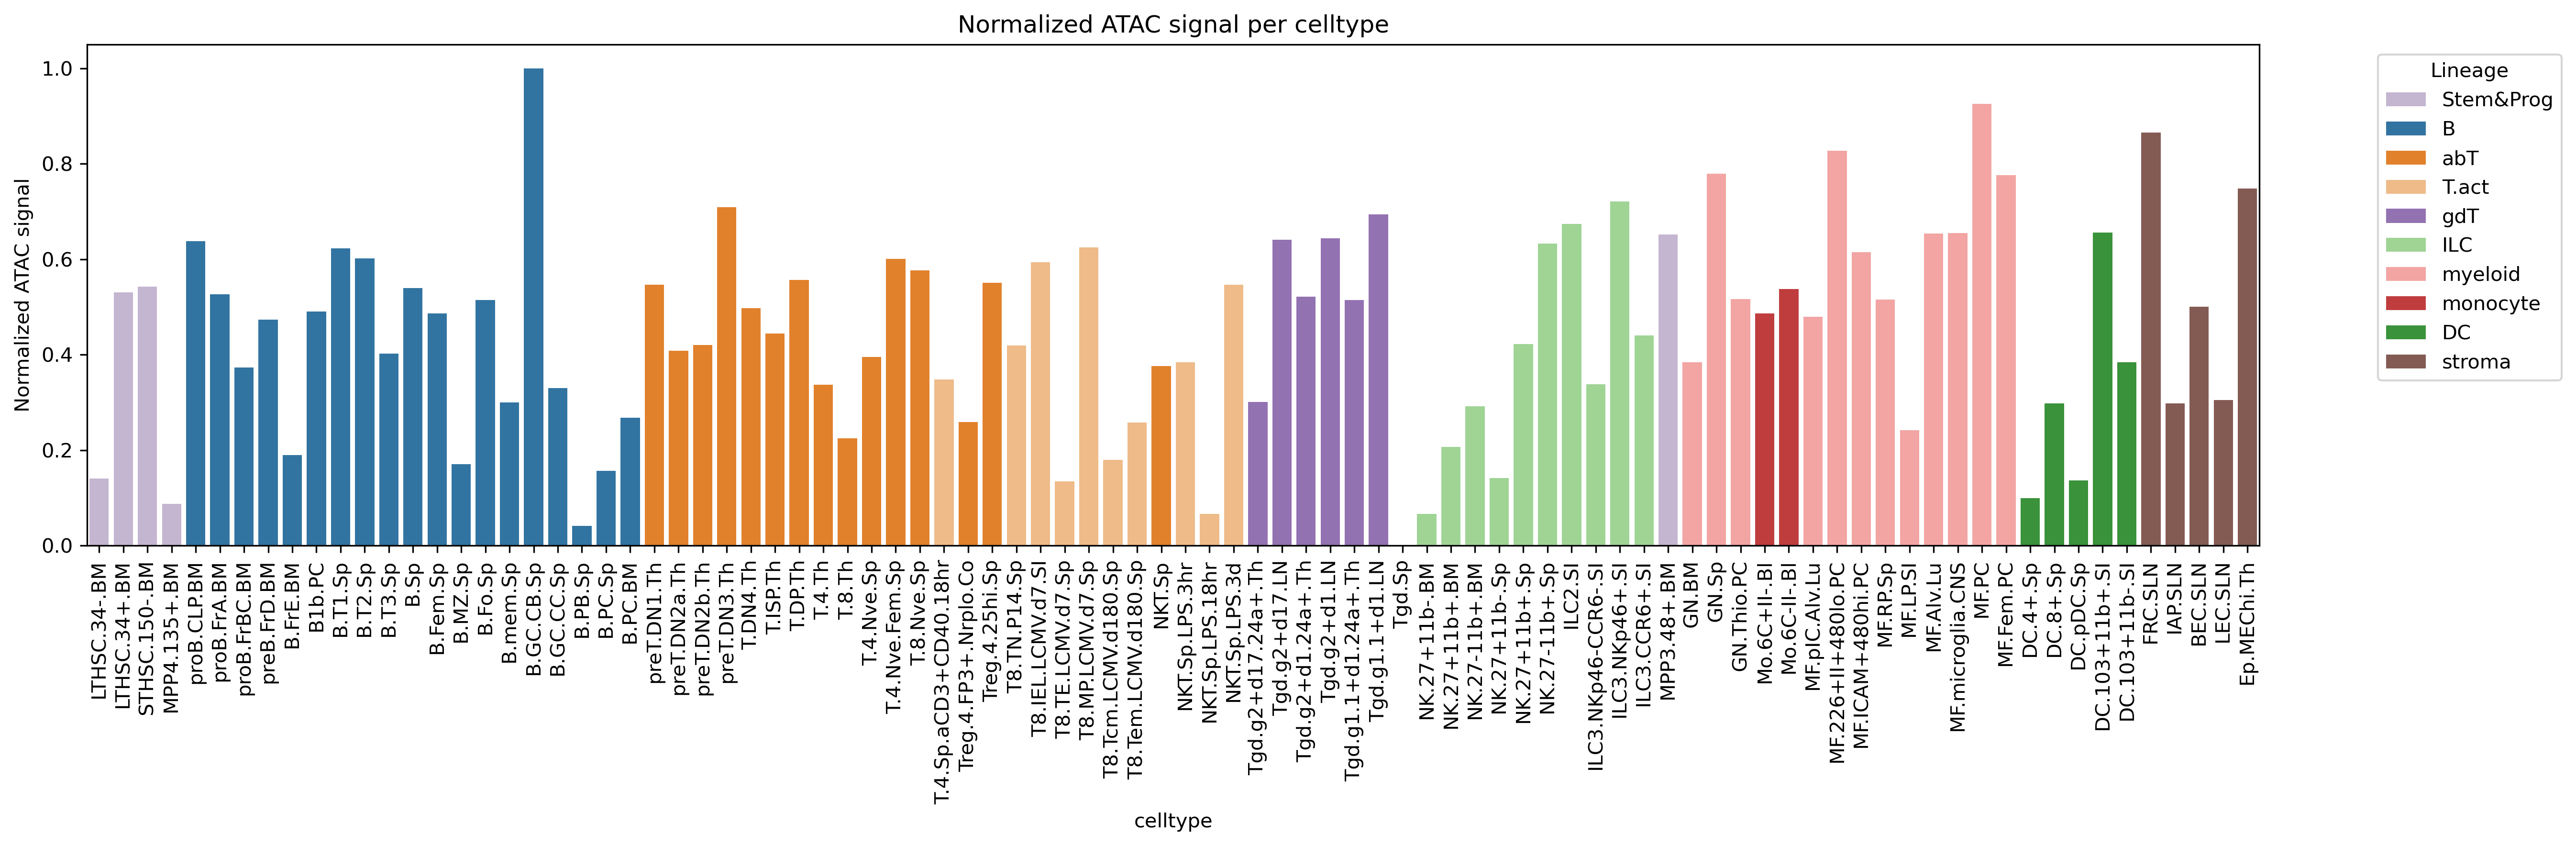 Normalized ATAC signal per celltype
Normalized ATAC signal
1.0
0.8
0.6
0.4
0.2
0.0
LTHSC.34-.BM
LTHSC.34+.BM
STHSC.150-.BM
MPP4.135+.BM
proB.CLP.BM
proB.FrA.BM
proB.FrBC.BM
preB.FrD.BM
B.FrE.BM
B1b.PC
B.T1.Sp
B.T2.Sp
B.T3.Sp
B.Sp
B.Fem.Sp
B.MZ.Sp
B.Fo.Sp
B.mem.Sp
B.GC.CB.Sp
B.GC.CC.Sp
B.PB.Sp
B.PC.Sp
B.PC.BM
preT.DN1.Th
preT.DN2a.Th
preT.DN2b.Th
preT.DN3.Th
T.DN4.Th
T.ISP.Th
T.DP.Th
T.4.Th
T.8.Th
T.4.Nve.Sp
T.4.Nve.Fem.Sp
T.8.Nve.Sp
T.4.Sp.aCD3+CD40.18hr
Treg.4.FP3+.Nrplo.Co
Treg.4.25hi.Sp
T8.TN.P14.Sp
T8.IEL.LCMV.d7.SI
T8.TE.LCMV.d7.Sp
T8.MP.LCMV.d7.Sp
T8.Tcm.LCMV.d180.Sp
T8.Tem.LCMV.d180.Sp
NKT.Sp
NKT.Sp.LPS.3hr
NKT.Sp.LPS.18hr
NKT.Sp.LPS.3d
Tgd.g2+d17.24a+.Th
Tgd.g2+d17.LN
Tgd.g2+d1.24a+.Th
Tgd.g2+d1.LN
Tgd.g1.1+d1.24a+.Th
Tgd.g1.1+d1.LN
Tgd.Sp
NK.27+11b-.BM
NK.27+11b+.BM
NK.27-11b+.BM
NK.27+11b-.Sp
NK.27+11b+.Sp
NK.27-11b+.Sp
ILC2.SI
ILC3.NKp46-CCR6-.SI
ILC3.NKp46+.SI
ILC3.CCR6+.SI
MPP3.48+.BM
GN.BM
GN.Sp
GN.Thio.PC
Mo.6C+II-.Bl
Mo.6C-II-.Bl
MF.pIC.Alv.Lu
MF.226+II+480lo.PC
MF.ICAM+480hi.PC
MF.RP.Sp
MF.LP.SI
MF.Alv.Lu
MF.microglia.CNS
MF.PC
MF.Fem.PC
DC.4+.Sp
DC.8+.Sp
DC.pDC.Sp
DC.103+11b+.SI
DC.103+11b-.SI
FRC.SLN
IAP.SLN
BEC.SLN
LEC.SLN
Ep.MEChi.Th
celltype
Lineage
Stem&Prog
B
abT
T.act
gdT
ILC
myeloid
monocyte
DC
stroma